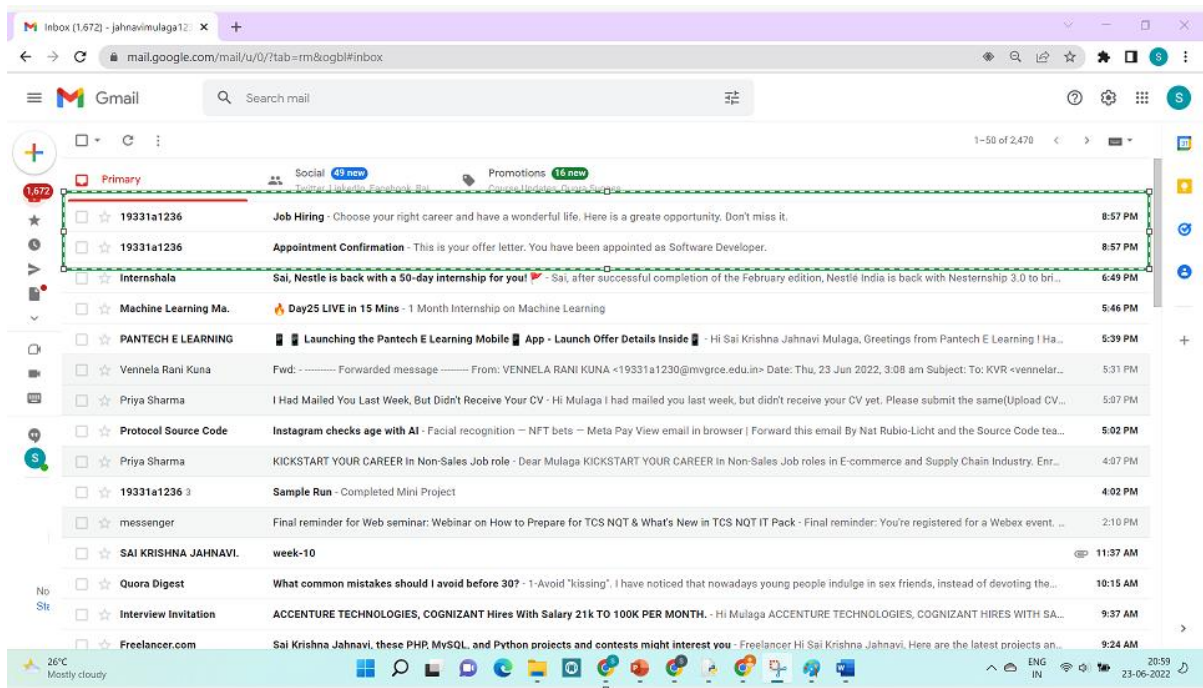 Inbox (1,672) - jahnavimulaga12
mail.google.com/mail/u/0/?tab=rm&ogbl#inbox
S
Gmail
Search mail
S
1–50 of 2,470
31
Primary
Social 49 new
Twitter, LinkedIn, Facebook,
Promotions 16 new
Course Updates, Quora
1,672
19331a1236 Job Hiring - Choose your right career and have a wonderful life. Here is a greate opportunity. Don't miss it. 8:57 PM
19331a1236 Appointment Confirmation - This is your offer letter. You have been appointed as Software Developer. 8:57 PM
Internshala Sai, Nestle is back with a 50-day internship for you! 🚩 - Sai, after successful completion of the February edition, Nestlé India is back with Nesternship 3.0 to bri... 6:49 PM
Machine Learning Ma. 🔥 Day25 LIVE in 15 Mins - 1 Month Internship on Machine Learning 5:46 PM
PANTECH E LEARNING 📱📱 Launching the Pantech E Learning Mobile📱 App - Launch Offer Details Inside📱 - Hi Sai Krishna Jahnavi Mulaga, Greetings from Pantech E Learning ! Ha... 5:39 PM
Vennela Rani Kuna Fwd: - ---------- Forwarded message --------- From: VENNELA RANI KUNA <19331a1230@mvgrce.edu.in> Date: Thu, 23 Jun 2022, 3:08 am Subject: To: KVR <vennelar... 5:31 PM
Priya Sharma I Had Mailed You Last Week, But Didn't Receive Your CV - Hi Mulaga I had mailed you last week, but didn't receive your CV yet. Please submit the same(Upload CV... 5:07 PM
Protocol Source Code Instagram checks age with AI - Facial recognition — NFT bets — Meta Pay View email in browser | Forward this email By Nat Rubio-Licht and the Source Code tea... 5:02 PM
Priya Sharma KICKSTART YOUR CAREER In Non-Sales Job role - Dear Mulaga KICKSTART YOUR CAREER In Non-Sales Job roles in E-commerce and Supply Chain Industry. Enr... 4:07 PM
19331a1236 3 Sample Run - Completed Mini Project 4:02 PM
messenger Final reminder for Web seminar: Webinar on How to Prepare for TCS NQT & What's New in TCS NQT IT Pack - Final reminder: You're registered for a Webex event. ... 2:10 PM
SAI KRISHNA JAHNAVI. week-10 11:37 AM
Quora Digest What common mistakes should I avoid before 30? - 1-Avoid "kissing". I have noticed that nowadays young people indulge in sex friends, instead of devoting the... 10:15 AM
Interview Invitation ACCENTURE TECHNOLOGIES, COGNIZANT Hires With Salary 21k TO 100K PER MONTH. - Hi Mulaga ACCENTURE TECHNOLOGIES, COGNIZANT HIRES WITH SA... 9:37 AM
Freelancer.com Sai Krishna Jahnavi, these PHP, MySQL, and Python projects and contests might interest you - Freelancer Hi Sai Krishna Jahnavi, Here are the latest projects an... 9:24 AM
S
No
Sta
26°C
Mostly cloudy
ENG
IN
20:59
23-06-2022